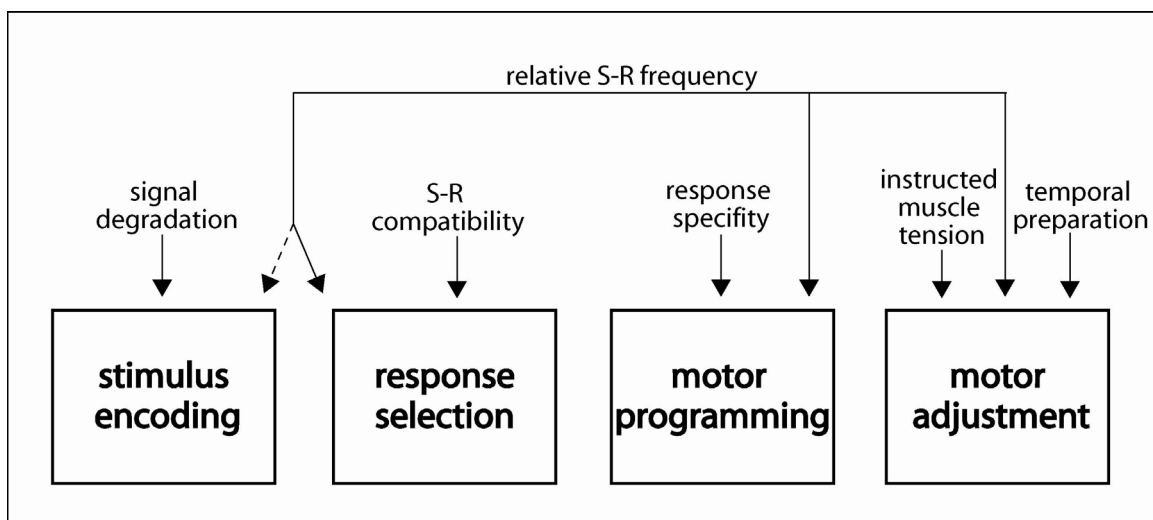 relative S-R frequency
signal
degradation
S-R
compatibility
response
specifity
instructed
muscle
tension
temporal
preparation
stimulus
encoding
response
selection
motor
programming
motor
adjustment